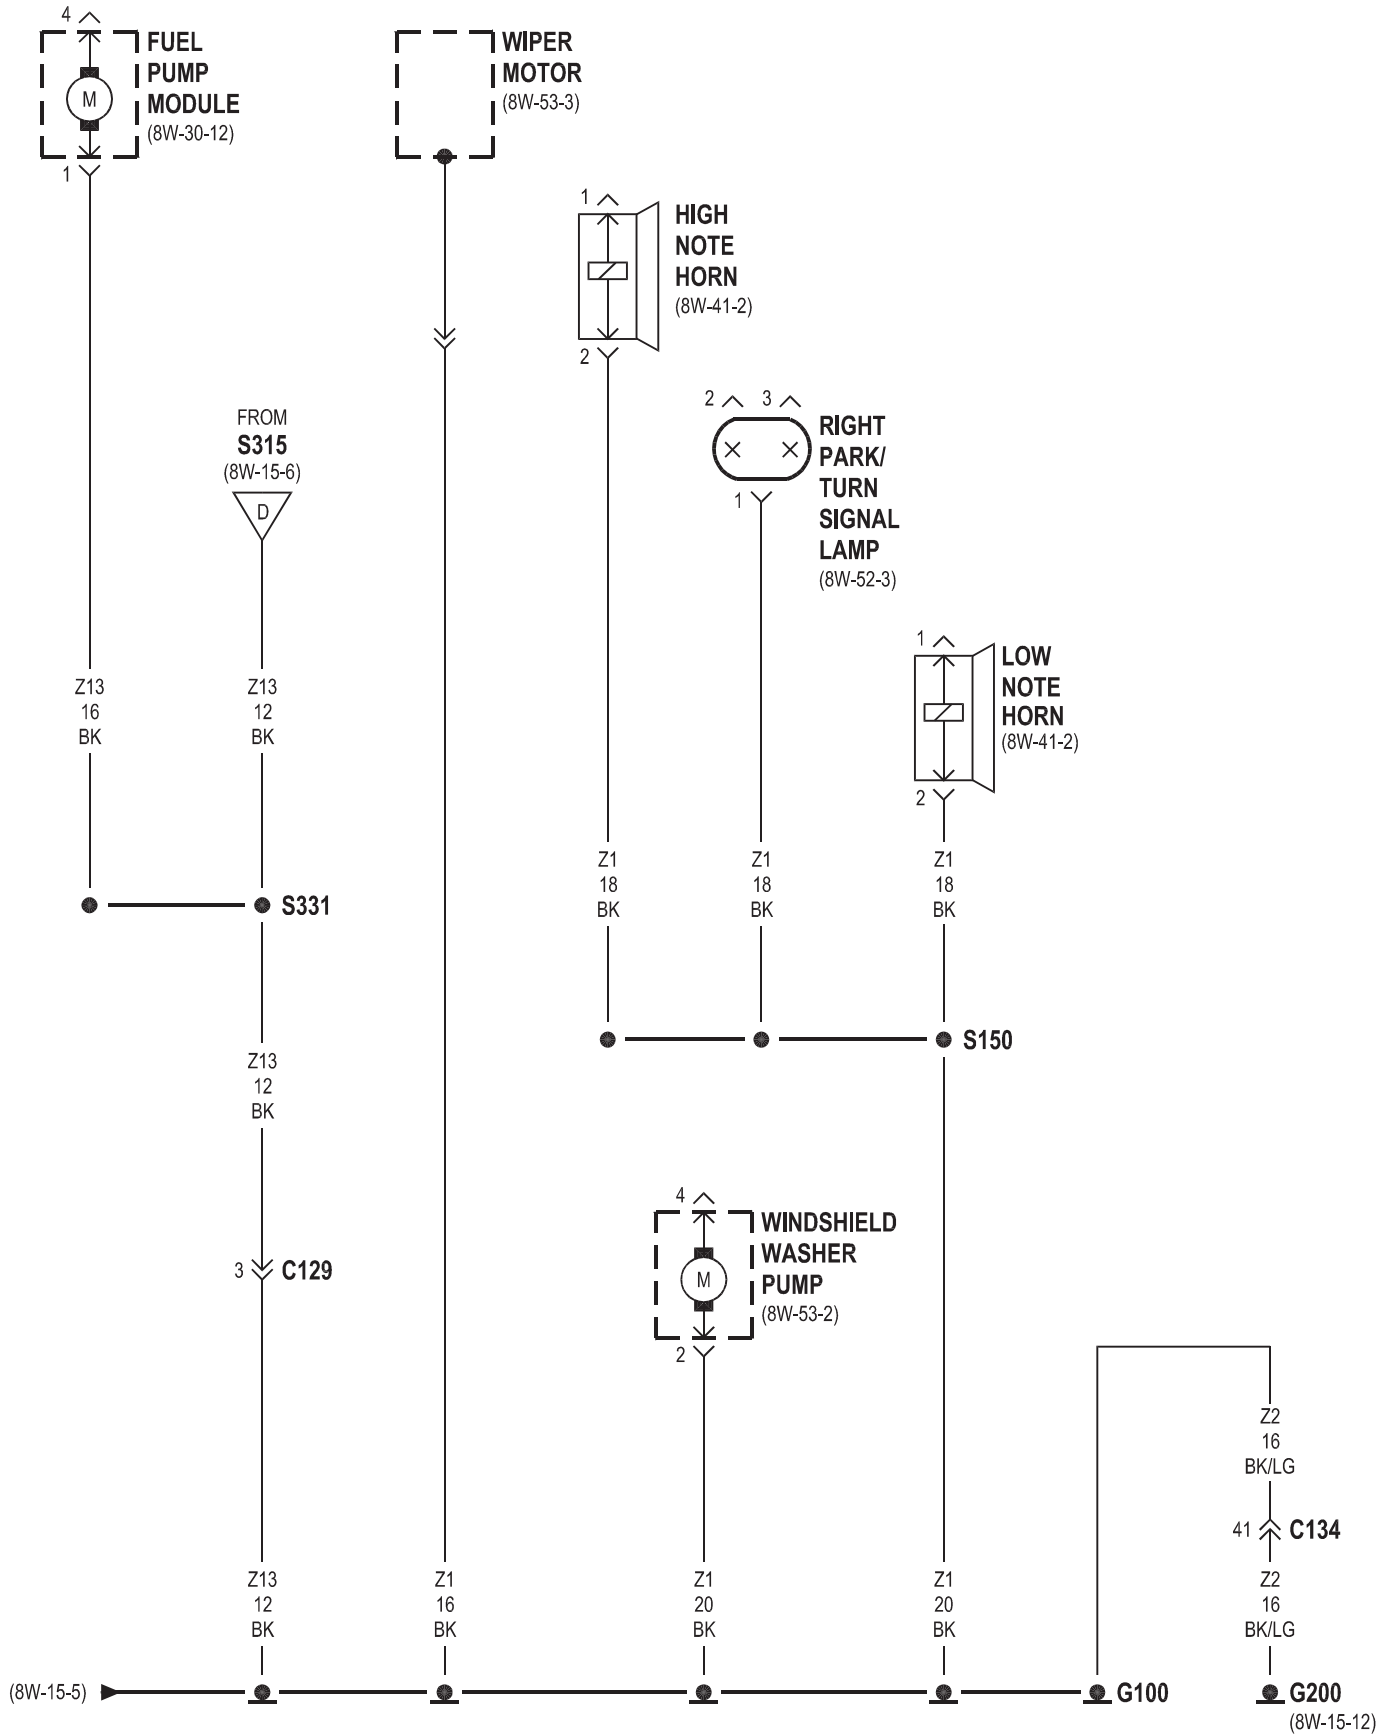 4
FUEL
PUMP
MODULE
(8W-30-12)
M
1
WIPER
MOTOR
(8W-53-3)
1
HIGH
NOTE
HORN
(8W-41-2)
2
2
3
RIGHT
PARK/
TURN
SIGNAL
LAMP
(8W-52-3)
1
FROM
S315
(8W-15-6)
D
1
LOW
NOTE
HORN
(8W-41-2)
2
Z13
16
BK
Z13
12
BK
Z1
18
BK
Z1
18
BK
Z1
18
BK
S331
S150
Z13
12
BK
3
C129
4
WINDSHIELD
WASHER
PUMP
(8W-53-2)
M
2
Z2
16
BK/LG
41
C134
Z13
12
BK
Z1
16
BK
Z1
20
BK
Z1
20
BK
Z2
16
BK/LG
(8W-15-5)
G100
G200
(8W-15-12)